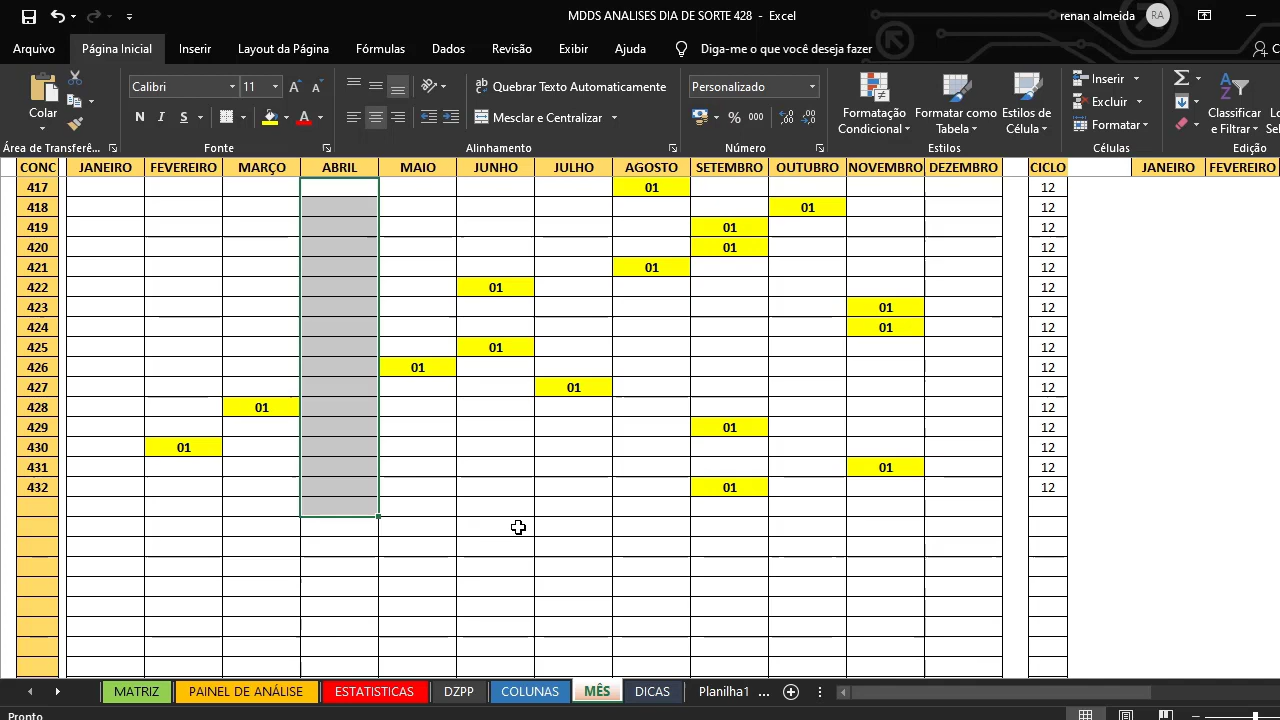 MDDS ANALISES DIA DE SORTE 428 - Excel
renan almeida RA
Arquivo Página Inicial Inserir Layout da Página Fórmulas Dados Revisão Exibir Ajuda Diga-me o que você deseja fazer
Colar
Calibri 11
N I S
Quebrar Texto Automaticamente
Mesclar e Centralizar
Personalizado
% 000
Formatação Condicional
Formatar como Tabela
Estilos de Célula
Inserir
Excluir
Formatar
Classificar e Filtrar
Área de Transferê... Fonte Alinhamento Número Estilos Células Edição
CONC JANEIRO FEVEREIRO MARÇO ABRIL MAIO JUNHO JULHO AGOSTO SETEMBRO OUTUBRO NOVEMBRO DEZEMBRO CICLO JANEIRO FEVEREIRO
417 01 12
418 01 12
419 01 12
420 01 12
421 01 12
422 01 12
423 01 12
424 01 12
425 01 12
426 01 12
427 01 12
428 01 12
429 01 12
430 01 12
431 01 12
432 01 12
MATRIZ PAINEL DE ANÁLISE ESTATISTICAS DZPP COLUNAS MÊS DICAS Planilha1 ...
Pronto